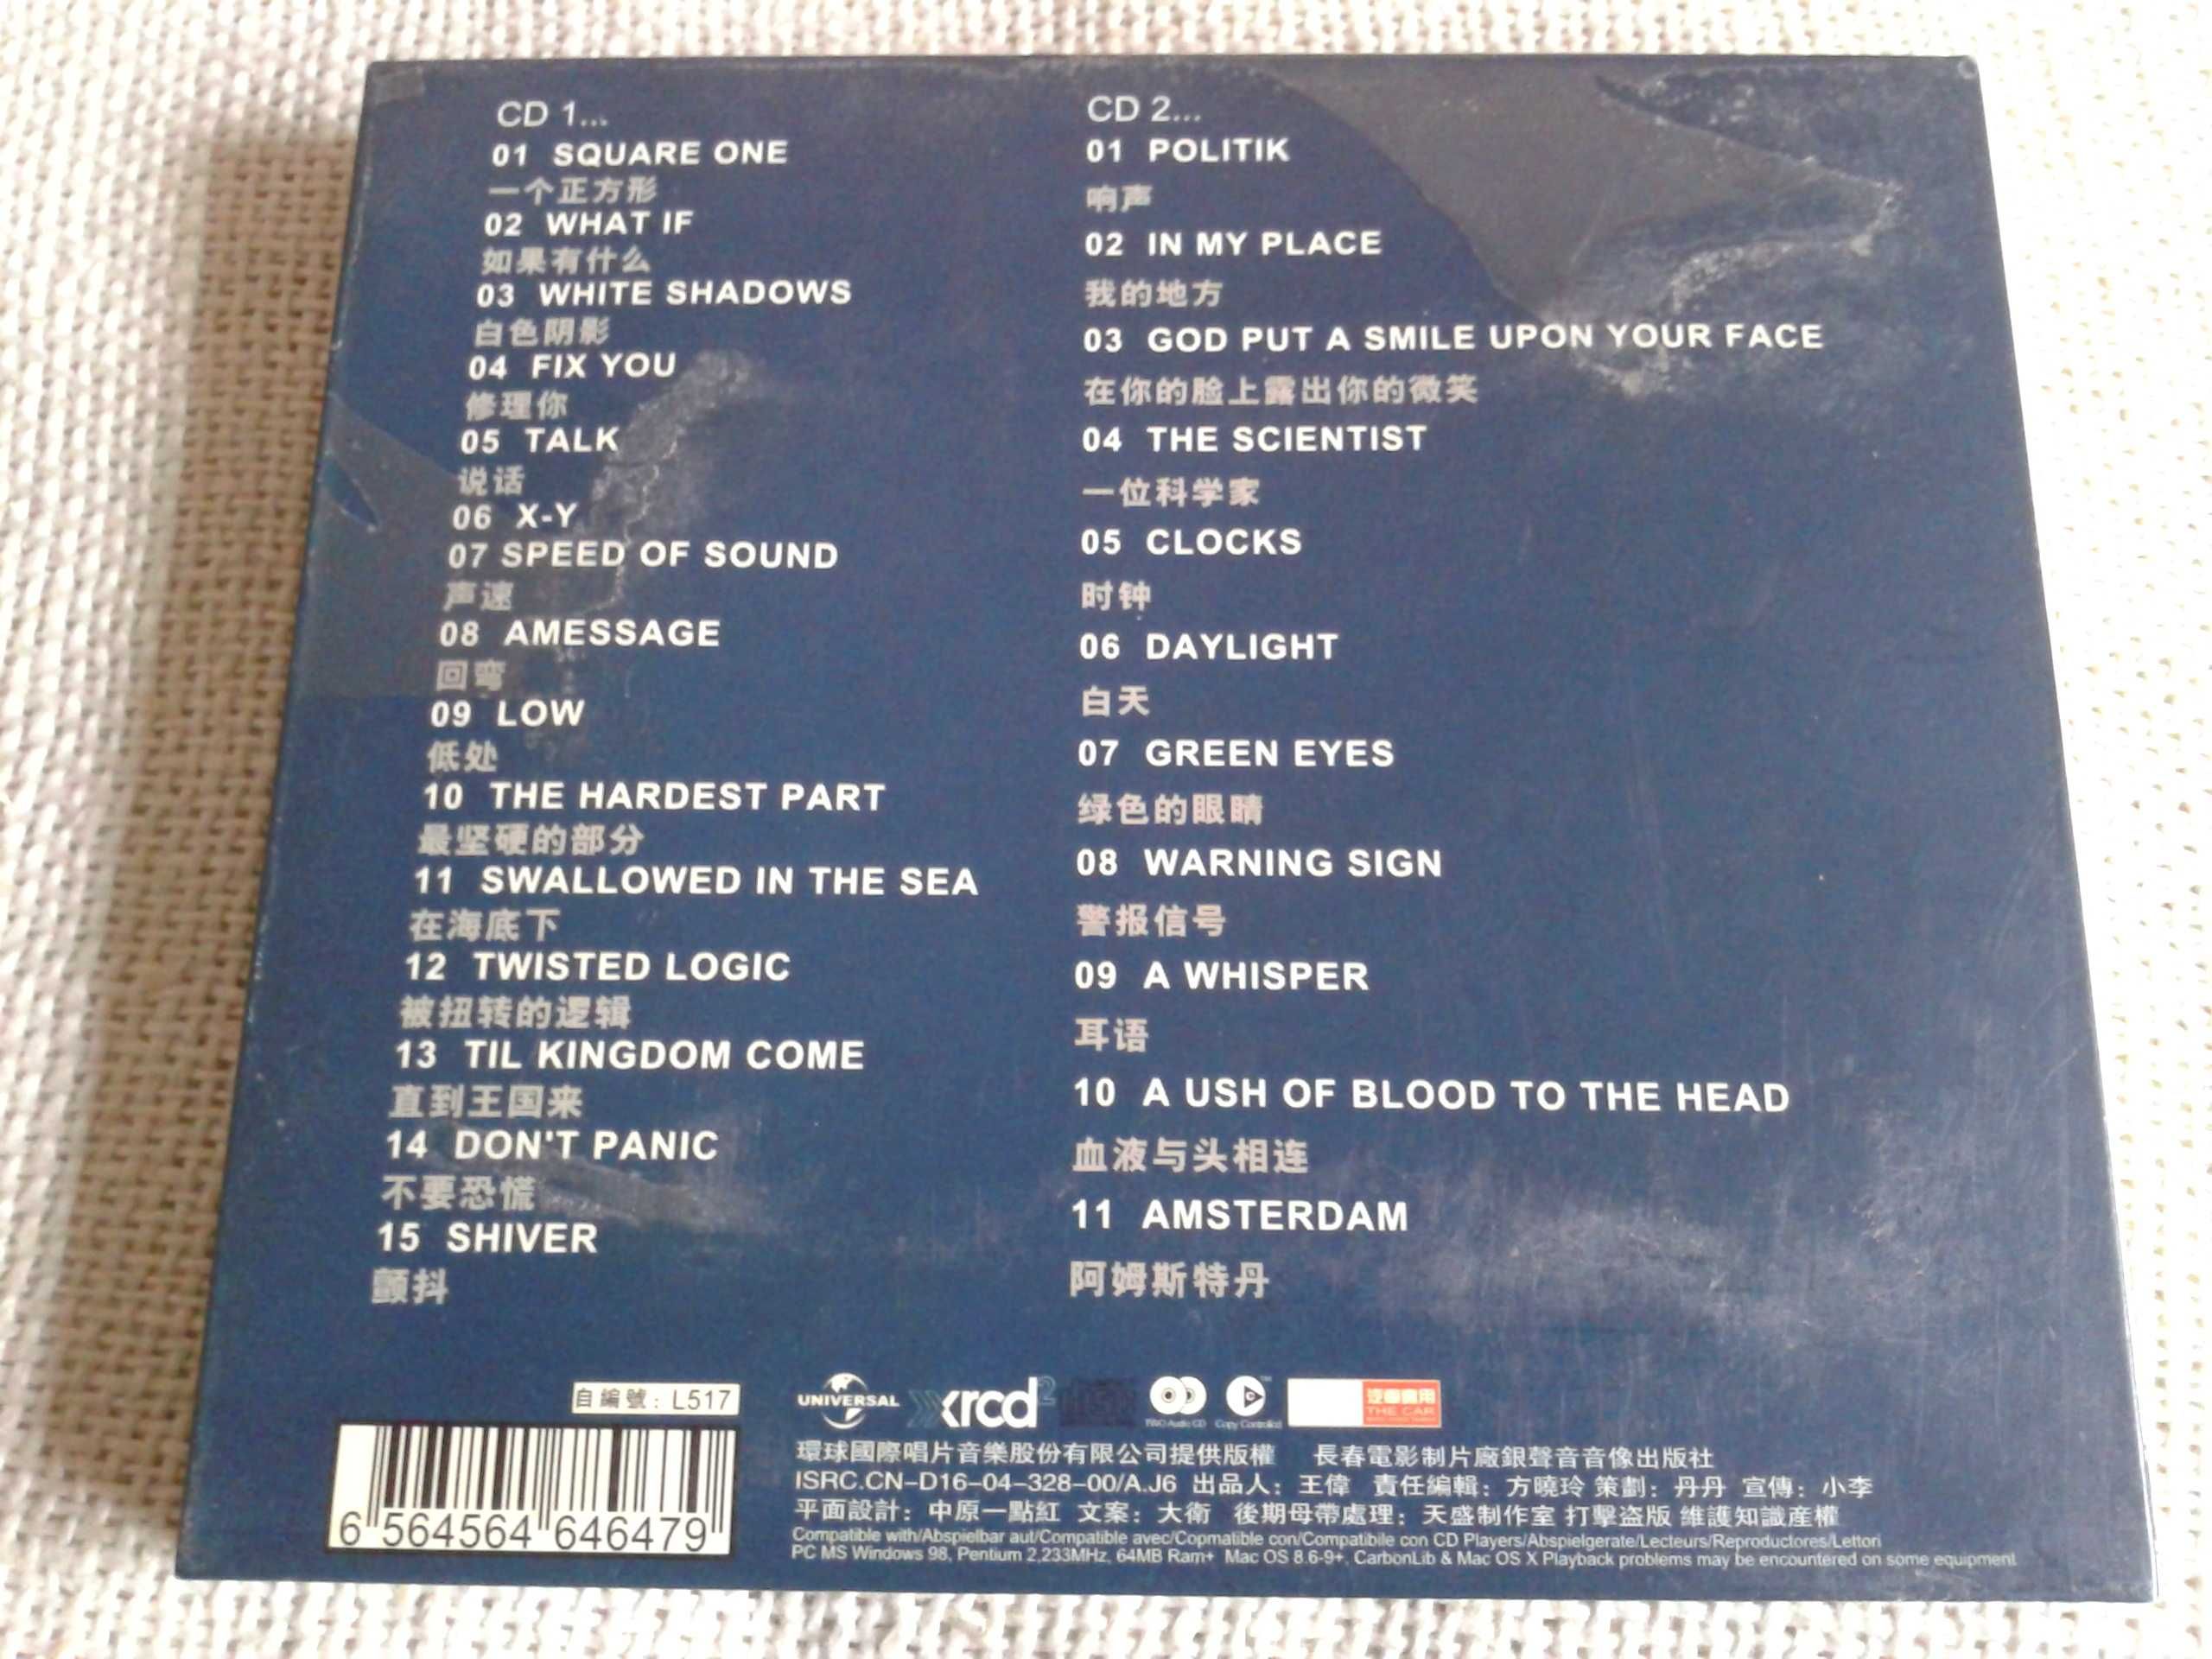 CD 1...
01 SQUARE ONE
一个正方形
02 WHAT IF
如果有什么
03 WHITE SHADOWS
白色阴影
04 FIX YOU
修理你
05 TALK
说话
06 X-Y
07 SPEED OF SOUND
声速
08 AMESSAGE
回弯
09 LOW
低处
10 THE HARDEST PART
最坚硬的部分
11 SWALLOWED IN THE SEA
在海底下
12 TWISTED LOGIC
被扭转的逻辑
13 TIL KINGDOM COME
直到王国来
14 DON'T PANIC
不要恐慌
15 SHIVER
颤抖
CD 2...
01 POLITIK
响声
02 IN MY PLACE
我的地方
03 GOD PUT A SMILE UPON YOUR FACE
在你的脸上露出你的微笑
04 THE SCIENTIST
一位科学家
05 CLOCKS
时钟
06 DAYLIGHT
白天
07 GREEN EYES
绿色的眼睛
08 WARNING SIGN
警报信号
09 A WHISPER
耳语
10 A USH OF BLOOD TO THE HEAD
血液与头相连
11 AMSTERDAM
阿姆斯特丹
自編號: L517
6 564564 646479
UNIVERSAL
xrcd2
TWO Audio CD
Copy Controlled
THE CAR
環球國際唱片音樂股份有限公司提供版權 長春電影制片廠銀聲音音像出版社
ISRC.CN-D16-04-328-00/A.J6 出品人: 王偉 責任編輯: 方曉玲 策劃: 丹丹 宣傳: 小李
平面設計: 中原一點紅 文案: 大衛 後期母帶處理: 天盛制作室 打擊盗版 維護知識産權
Compatible with/Abspielbar aut/Compatible avec/Copmatible con/Compatibile con CD Players/Abspielgerate/Lecteurs/Reproductores/Lettori
PC MS Windows 98, Pentium 2,233MHz, 64MB Ram+ Mac OS 8.6-9+, CarbonLib & Mac OS X Playback problems may be encountered on some equipment